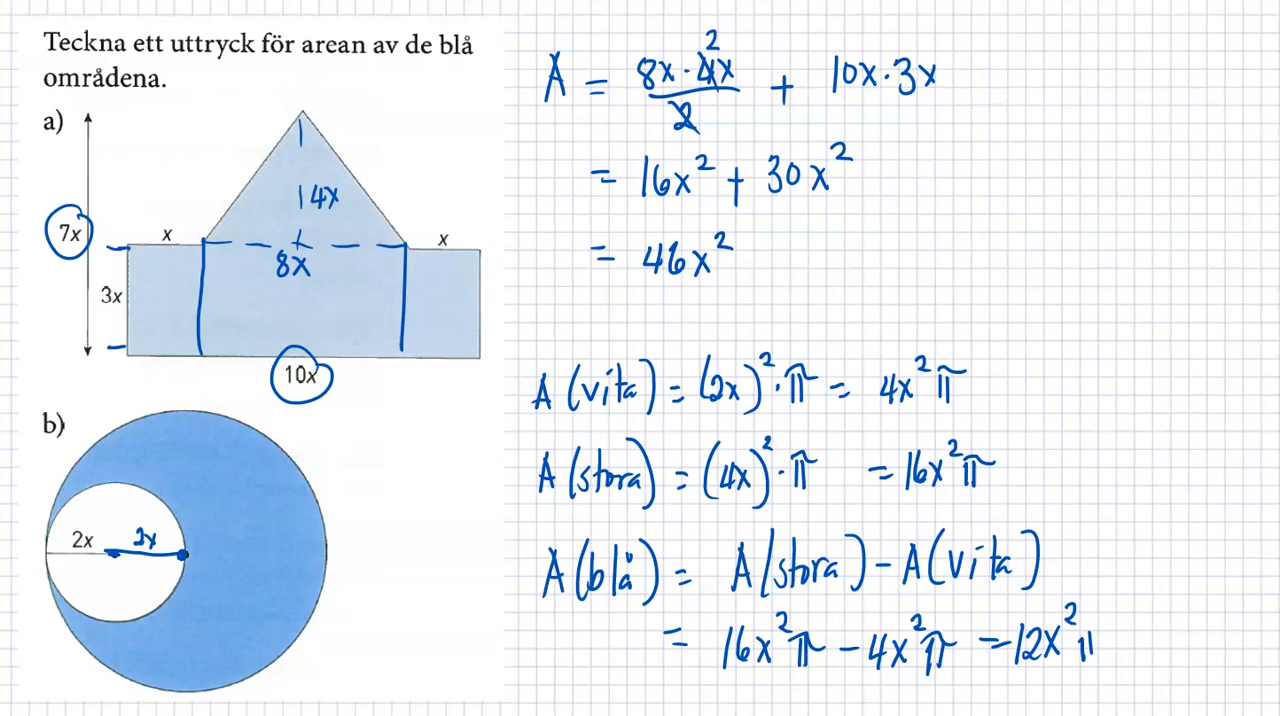 Teckna ett uttryck för arean av de blå
områdena.
a)
7x
x
x
4x
8x
3x
10x
b)
2x
2x
A = 8x · 4x² / 2 + 10x · 3x
= 16x² + 30x²
= 46x²
A (vita) = (2x)² · π = 4x²π
A (stora) = (4x)² · π = 16x²π
A (blå) = A (stora) - A (vita)
= 16x²π - 4x²π = 12x²π